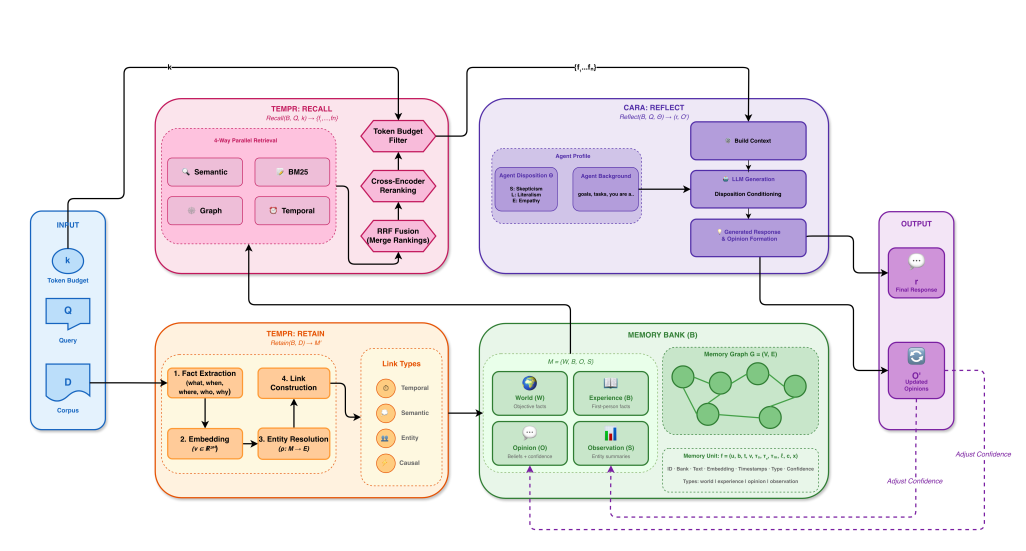 k
{f₁...fₙ}
INPUT
k
Token Budget
Q
Query
D
Corpus
TEMPR: RECALL
Recall(B, Q, k) → {f₁,...,fn}
4-Way Parallel Retrieval
Semantic
BM25
Graph
Temporal
Token Budget
Filter
Cross-Encoder
Reranking
RRF Fusion
(Merge Rankings)
CARA: REFLECT
Reflect(B, Q, Θ) → (r, O')
Agent Profile
Agent Disposition Θ
S: Skepticism
L: Literalism
E: Empathy
Agent Background
goals, tasks, you are a..
Build Context
LLM Generation
Disposition Conditioning
Generated Response
& Opinion Formation
OUTPUT
r
Final Response
O'
Updated
Opinions
TEMPR: RETAIN
Retain(B, D) → M'
1. Fact Extraction
(what, when,
where, who, why)
2. Embedding
3. Entity Resolution
(ρ: M → E)
4. Link
Construction
Link Types
Temporal
Semantic
Entity
Causal
MEMORY BANK (B)
M = (W, B, O, S)
World (W)
Objective facts
Experience (B)
First-person facts
Opinion (O)
Beliefs + confidence
Observation (S)
Entity summaries
Memory Graph G = (V, E)
Memory Unit: f = (u, b, t, v,
ID · Bank · Text · Embedding · Timestamps · Type · Confidence
Types: world | experience | opinion | observation
Adjust Confidence
Adjust Confidence